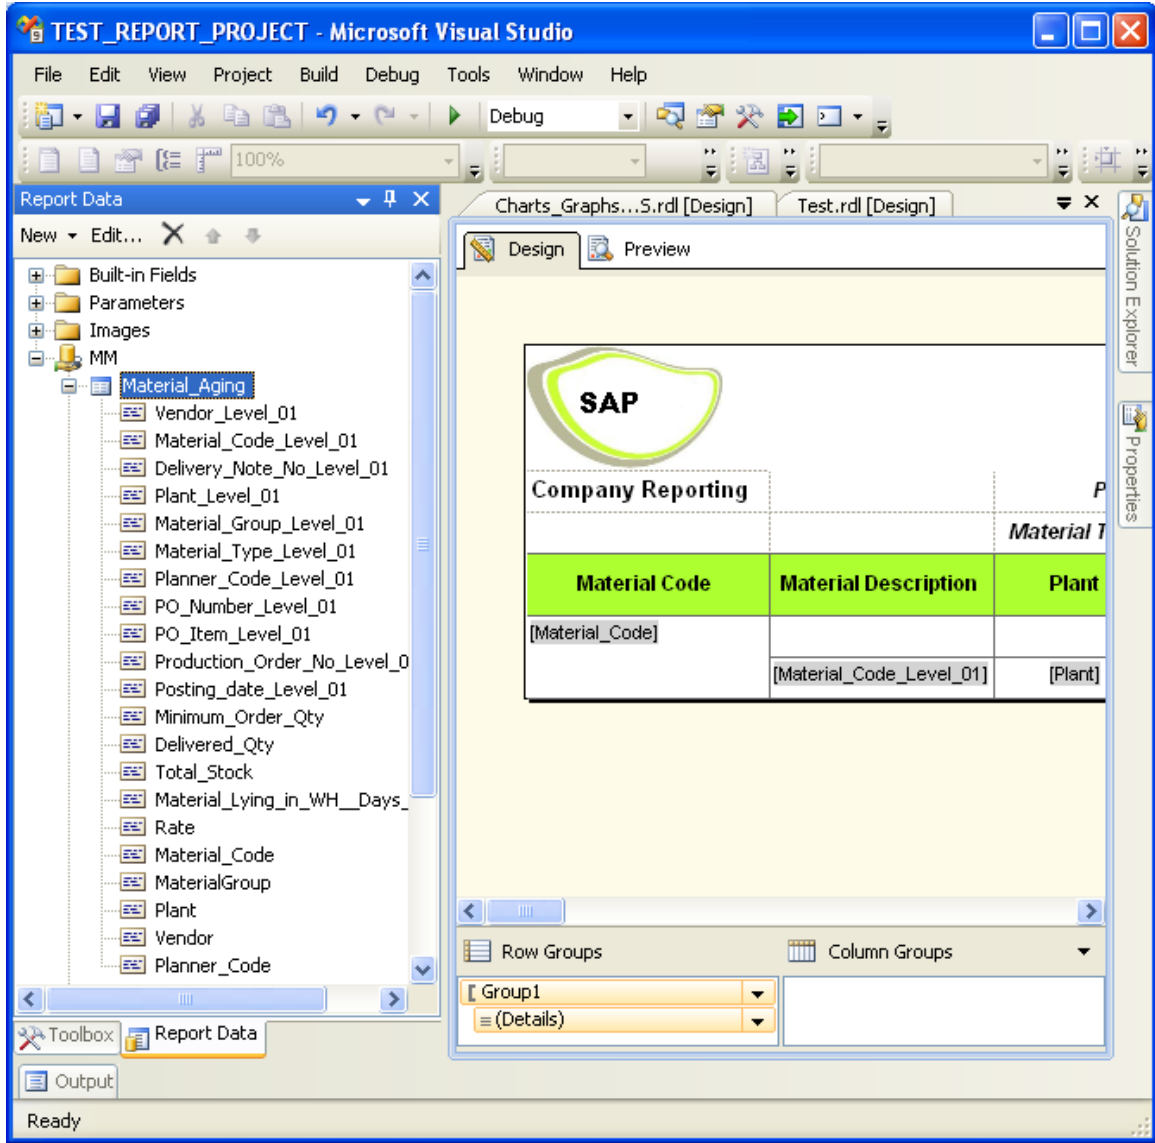 TEST_REPORT_PROJECT - Microsoft Visual Studio
File Edit View Project Build Debug Tools Window Help
Debug
100%
Report Data
Charts_Graphs...S.rdl [Design] Test.rdl [Design]
New Edit...
Design Preview
Built-in Fields
Parameters
Images
MM
Material_Aging
Vendor_Level_01
Material_Code_Level_01
Delivery_Note_No_Level_01
Plant_Level_01
Material_Group_Level_01
Material_Type_Level_01
Planner_Code_Level_01
PO_Number_Level_01
PO_Item_Level_01
Production_Order_No_Level_0
Posting_date_Level_01
Minimum_Order_Qty
Delivered_Qty
Total_Stock
Material_Lying_in_WH__Days_
Rate
Material_Code
MaterialGroup
Plant
Vendor
Planner_Code
SAP
Company Reporting P
Material T
Material Code Material Description Plant
[Material_Code]
[Material_Code_Level_01] [Plant]
Row Groups Column Groups
Group1
(Details)
Solution Explorer
Properties
Toolbox Report Data
Output
Ready